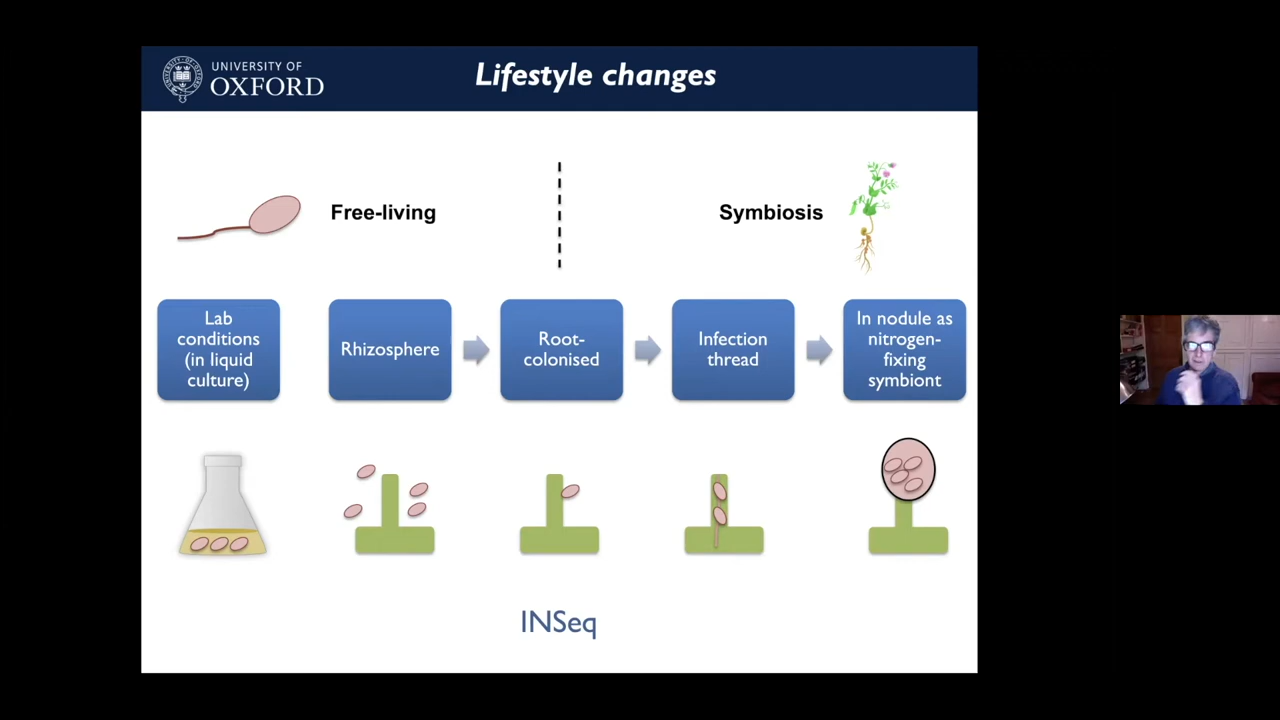 UNIVERSITY OF
OXFORD
Lifestyle changes
Free-living
Symbiosis
Lab
conditions
(in liquid
culture)
Rhizosphere
Root-
colonised
Infection
thread
In nodule as
nitrogen-
fixing
symbiont
INSeq